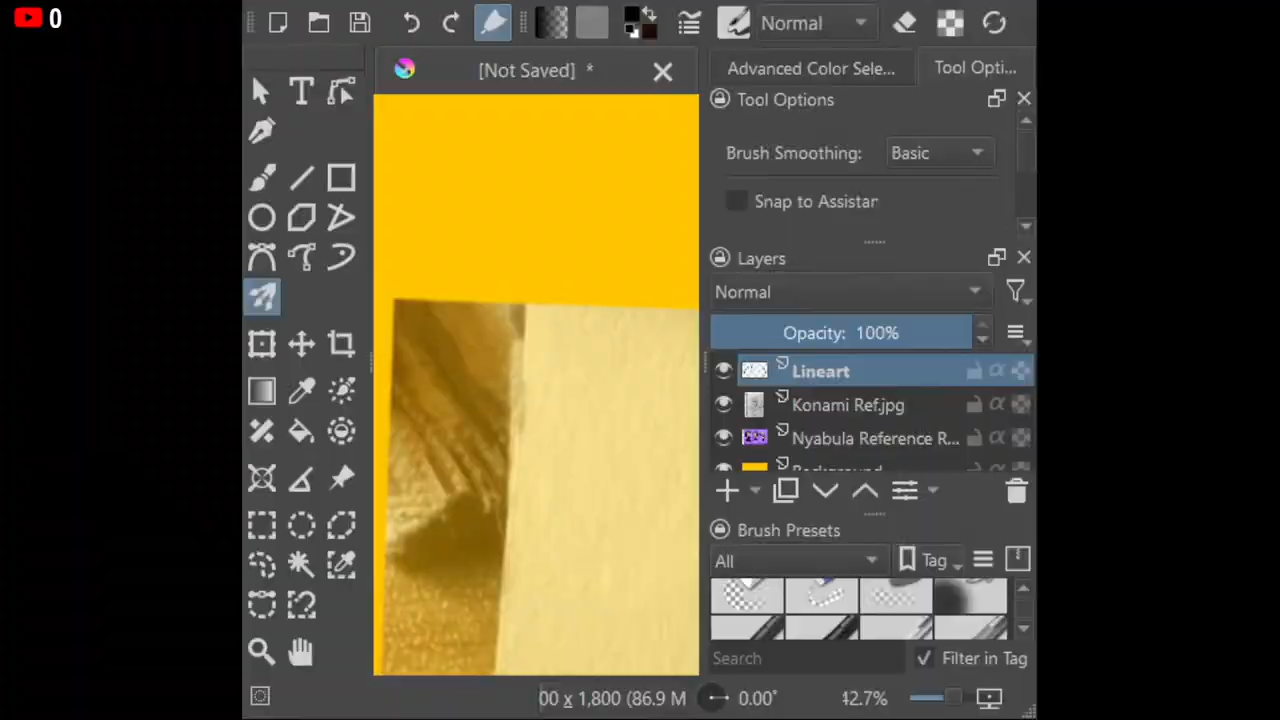 0
Normal
[Not Saved] *
Advanced Color Sele...
Tool Opti...
Tool Options
Brush Smoothing:
Basic
Snap to Assistar
Layers
Normal
Opacity: 100%
Lineart
Konami Ref.jpg
Nyabula Reference R...
Background
Brush Presets
All
Tag
Search
Filter in Tag
00 x 1,800 (86.9 M
0.00°
42.7%